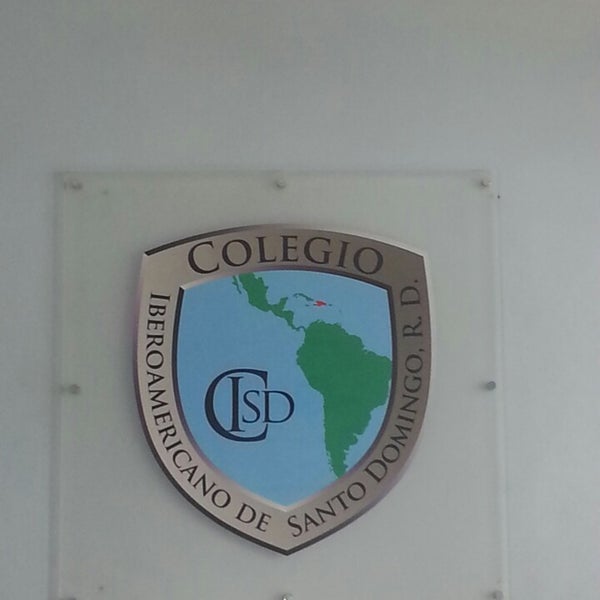 COLEGIO
IBEROAMERICANO DE SANTO DOMINGO, R. D.
CISD